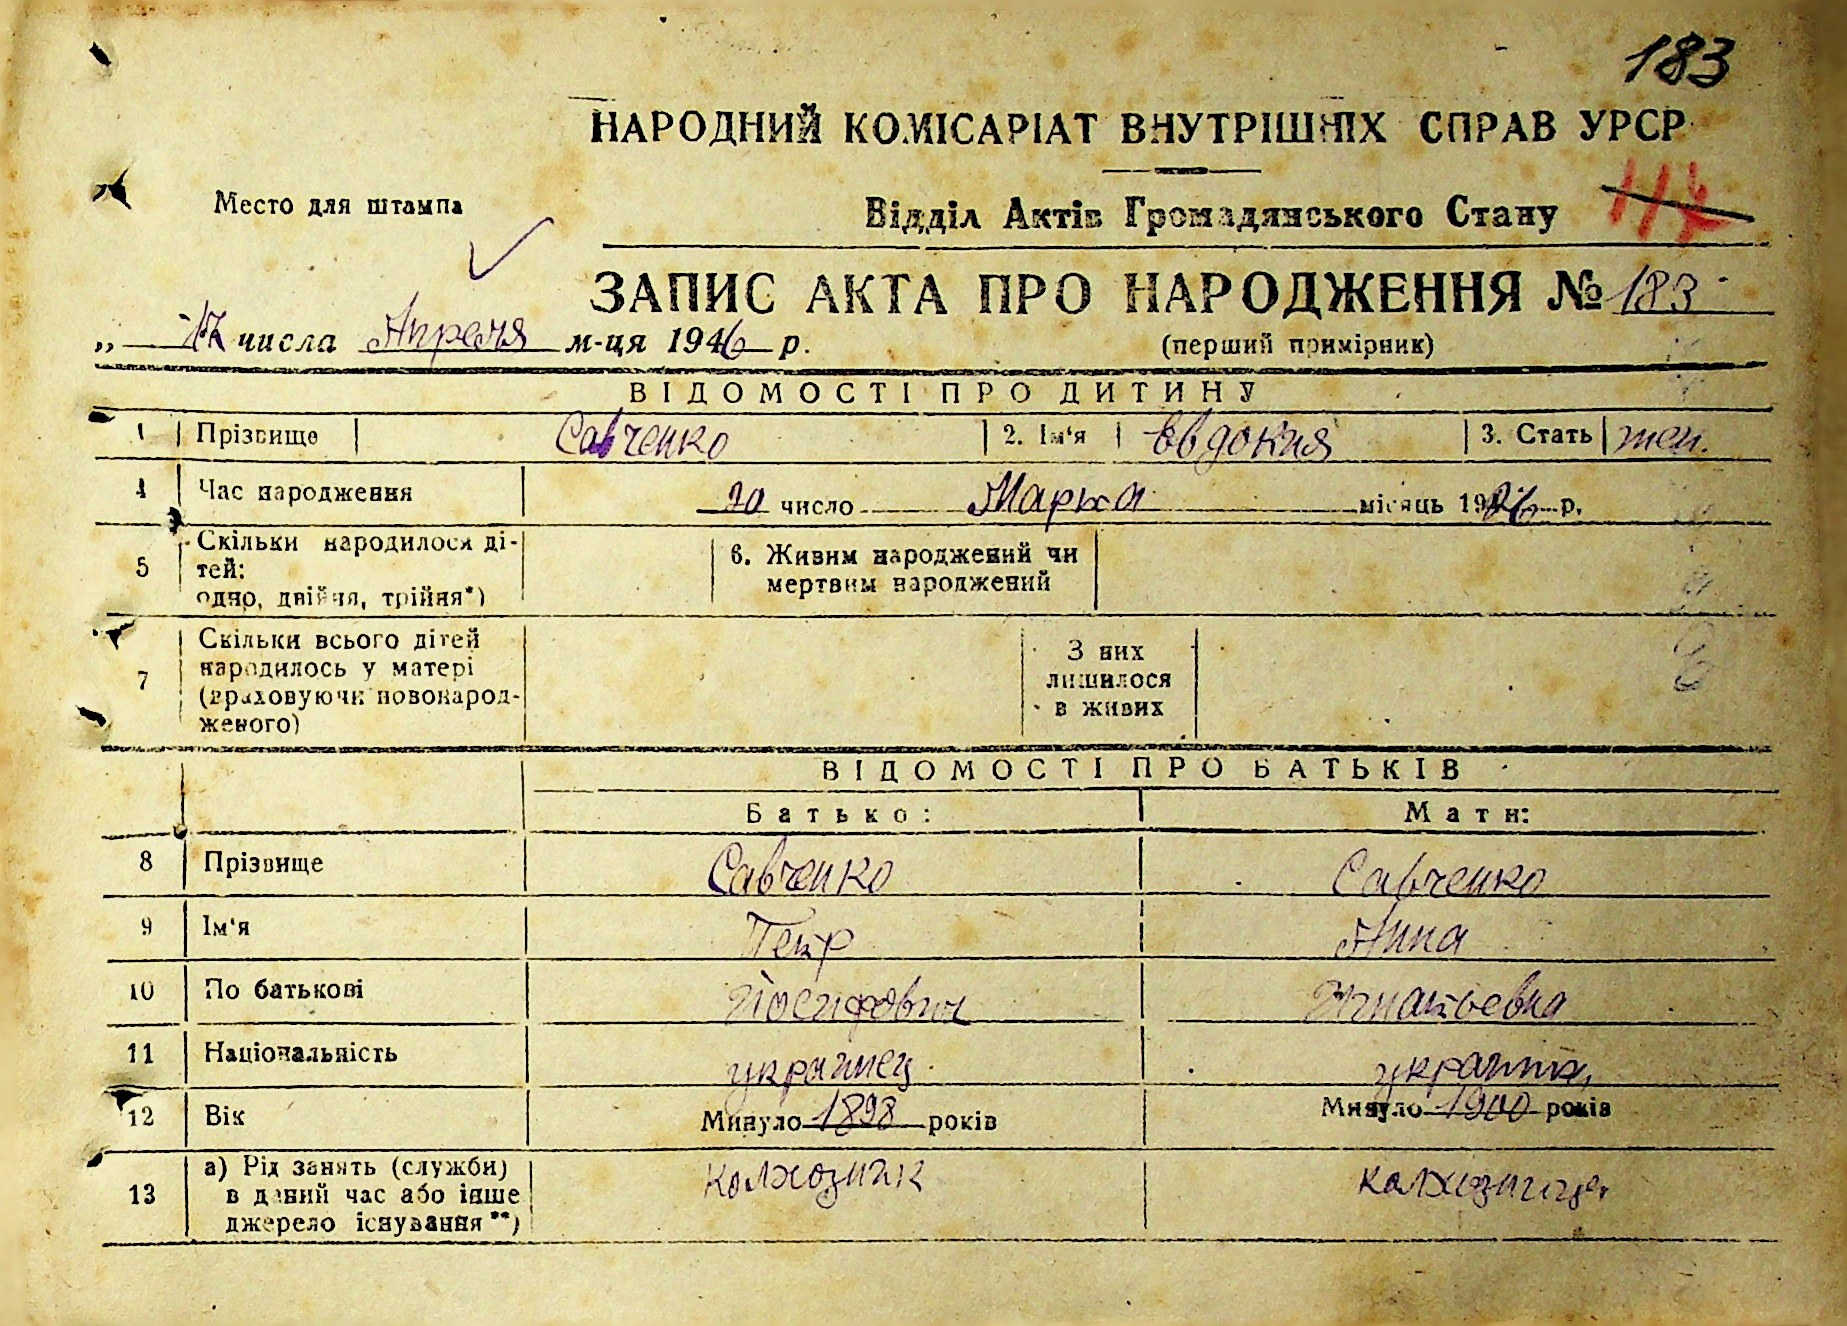 183
НАРОДНИЙ КОМІСАРІАТ ВНУТРІШНІХ СПРАВ УРСР
Место для штампа
Відділ Актів Громадянського Стану
ЗАПИС АКТА ПРО НАРОДЖЕННЯ № 183
„ 17 числа Апреля м-ця 1946 р.
(перший примірник)
ВІДОМОСТІ ПРО ДИТИНУ
1 Прізвище Савченко 2. Ім'я Евдокия 3. Стать жен.
4 Час народження 20 число Марта місяць 1926 р.
5 Скільки народилося дітей: одно, двійня, трійня*) 6. Живим народжений чи мертвим народжений
7 Скільки всього дітей народилось у матері (враховуючи новонародженого) З них лишилося в живих
ВІДОМОСТІ ПРО БАТЬКІВ
Батько: Мати:
8 Прізвище Савченко Савченко
9 Ім'я Петр Анна
10 По батькові Йосифович Игнатьевна
11 Національність украинец украинк.
12 Вік Минуло 1898 років Минуло 1900 років
13 а) Рід занять (служби) в даний час або інше джерело існування**) колхозник колхозница